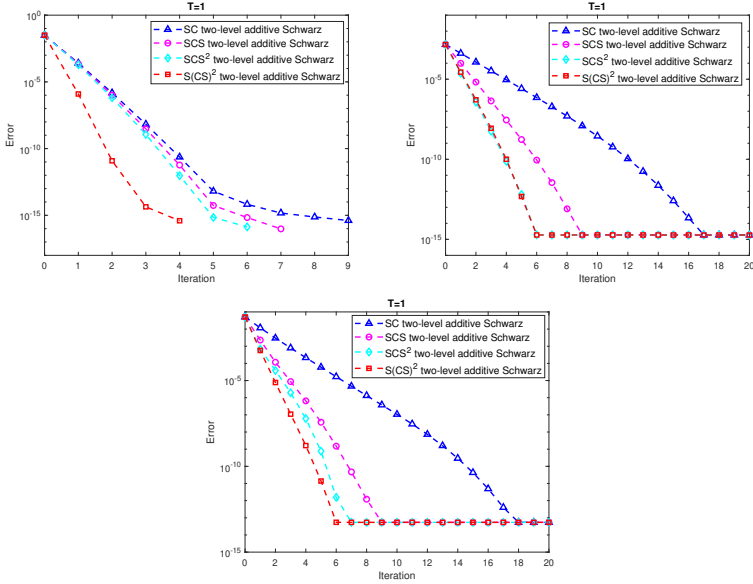 T=1
SC two-level additive Schwarz
SCS two-level additive Schwarz
SCS² two-level additive Schwarz
S(CS)² two-level additive Schwarz
10⁰
10⁻⁵
10⁻¹⁰
10⁻¹⁵
Error
0 1 2 3 4 5 6 7 8 9
Iteration
T=1
SC two-level additive Schwarz
SCS two-level additive Schwarz
SCS² two-level additive Schwarz
S(CS)² two-level additive Schwarz
10⁻⁵
10⁻¹⁰
10⁻¹⁵
Error
0 2 4 6 8 10 12 14 16 18 20
Iteration
T=1
SC two-level additive Schwarz
SCS two-level additive Schwarz
SCS² two-level additive Schwarz
S(CS)² two-level additive Schwarz
10⁻⁵
10⁻¹⁰
10⁻¹⁵
Error
0 2 4 6 8 10 12 14 16 18 20
Iteration